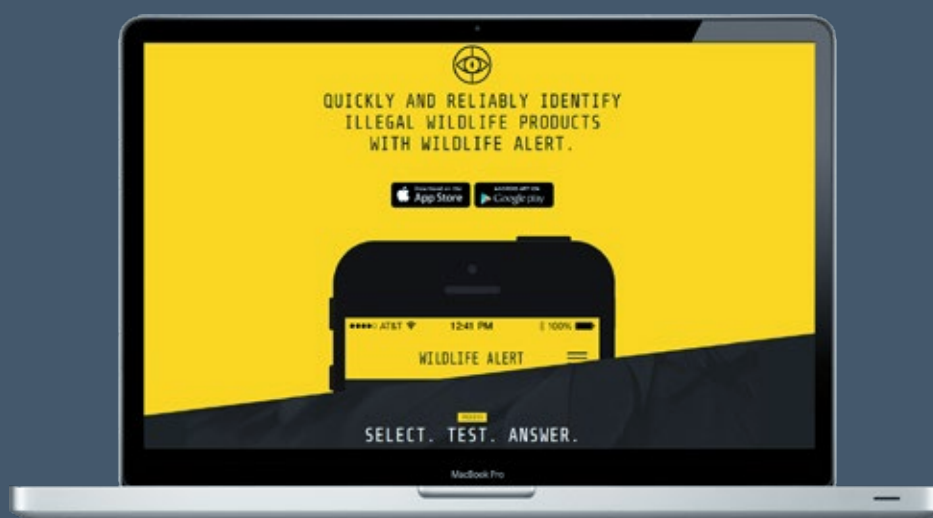 QUICKLY AND RELIABLY IDENTIFY
ILLEGAL WILDLIFE PRODUCTS
WITH WILDLIFE ALERT.
App Store
Google play
AT&T 12:41 PM 100%
WILDLIFE ALERT
SELECT. TEST. ANSWER.
MacBook Pro